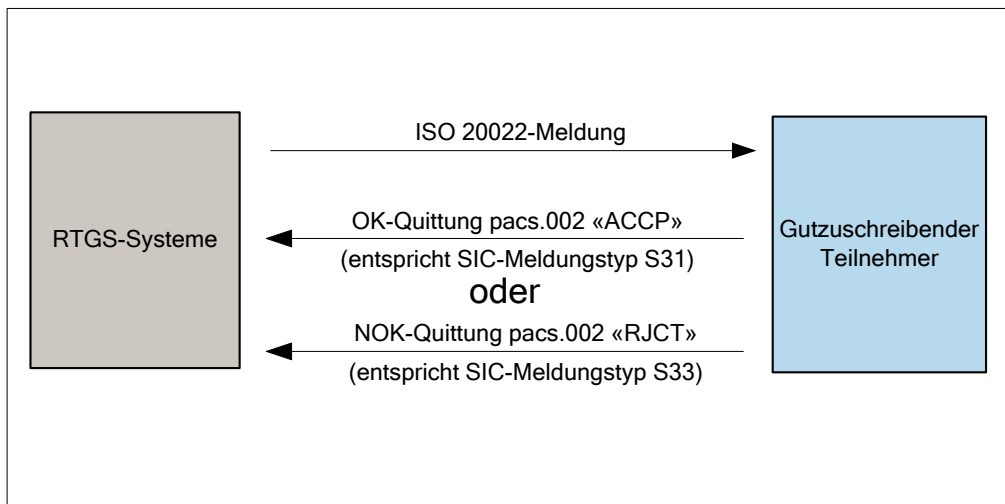 RTGS-Systeme
ISO 20022-Meldung
OK-Quittung pacs.002 «ACCP»
(entspricht SIC-Meldungstyp S31)
oder
NOK-Quittung pacs.002 «RJCT»
(entspricht SIC-Meldungstyp S33)
Gutzuschreibender
Teilnehmer